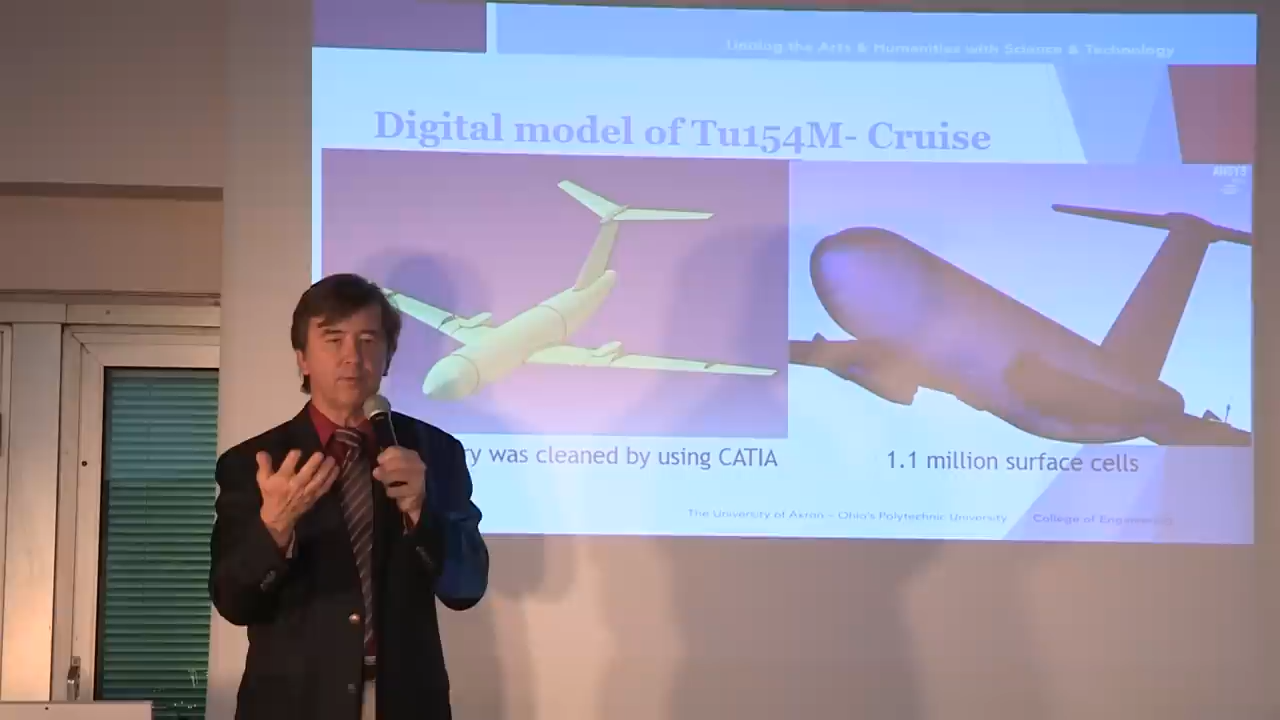 Linking the Arts & Humanities with Science & Technology
Digital model of Tu154M- Cruise
ANSYS
ry was cleaned by using CATIA
1.1 million surface cells
The University of Akron – Ohio's Polytechnic University
College of Engineering